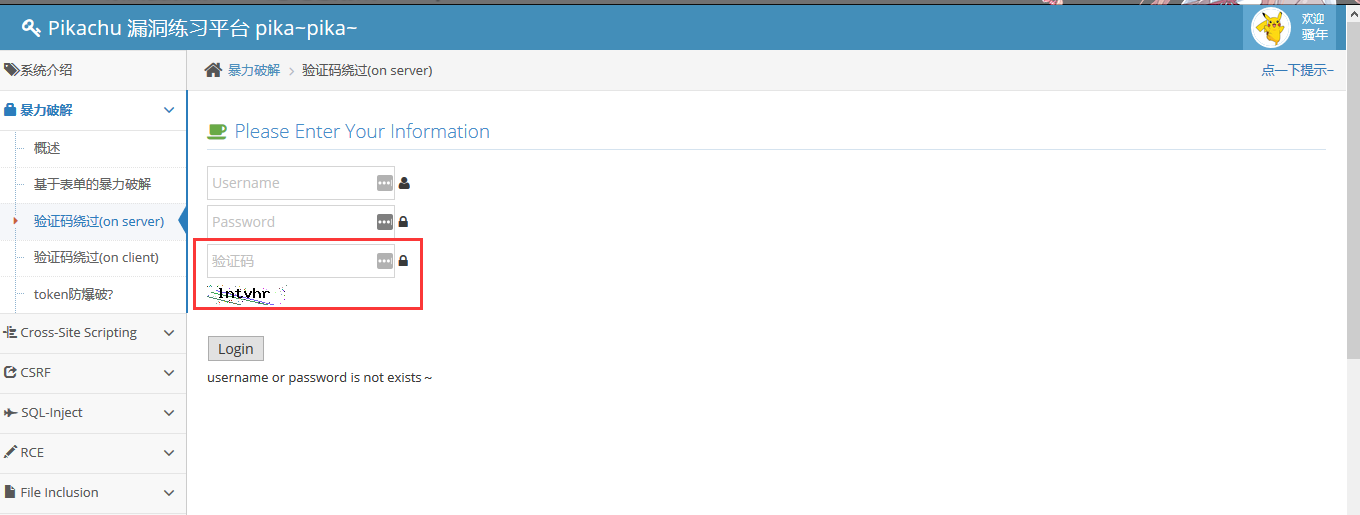 Pikachu 漏洞练习平台 pika~pika~
欢迎
骚年
系统介绍
暴力破解
概述
基于表单的暴力破解
验证码绕过(on server)
验证码绕过(on client)
token防爆破?
Cross-Site Scripting
CSRF
SQL-Inject
RCE
File Inclusion
暴力破解 > 验证码绕过(on server)
点一下提示~
Please Enter Your Information
Username
Password
验证码
Login
username or password is not exists～